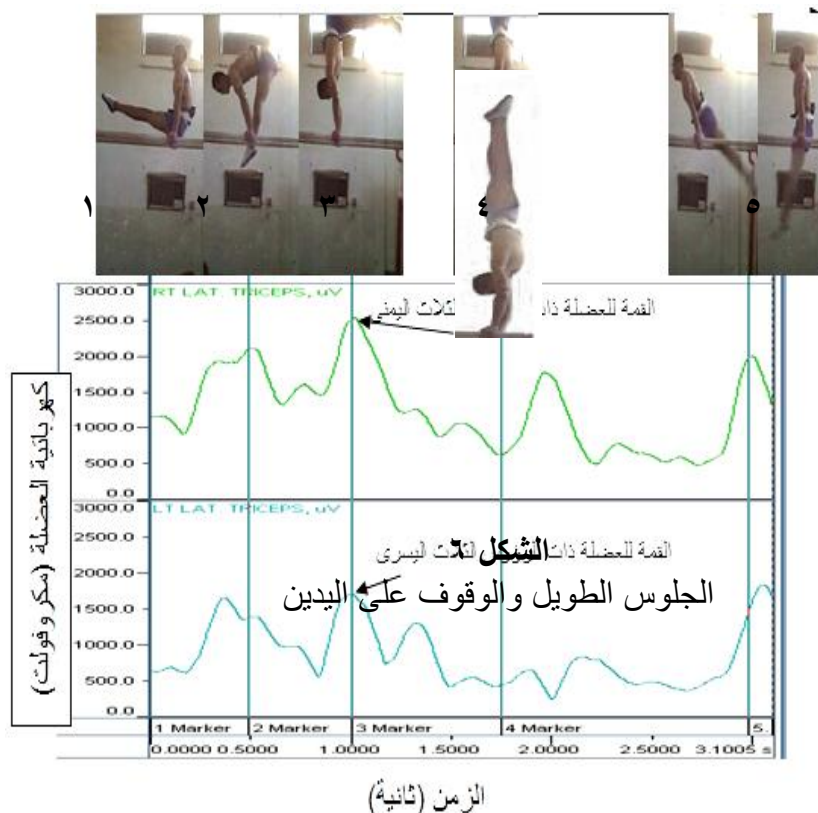 ١ ٢ ٣ ٤ ٥
3000.0
RT LAT. TRICEPS, uV
القمة للعضلة ذات الثلاث اليمنى
2500.0
2000.0
1500.0
1000.0
500.0
0.0
3000.0
LT LAT. TRICEPS, uV
2500.0
القمة للعضلة ذات الثلاث اليسرى
الشكل ٦
2000.0
الجلوس الطويل والوقوف على اليدين
1500.0
1000.0
500.0
0.0
كهربائية العضلة (مكروفولت)
1 Marker 2 Marker 3 Marker 4 Marker 5.
0.0000 0.5000 1.0000 1.5000 2.0000 2.5000 3.1005 s
الزمن (ثانية)